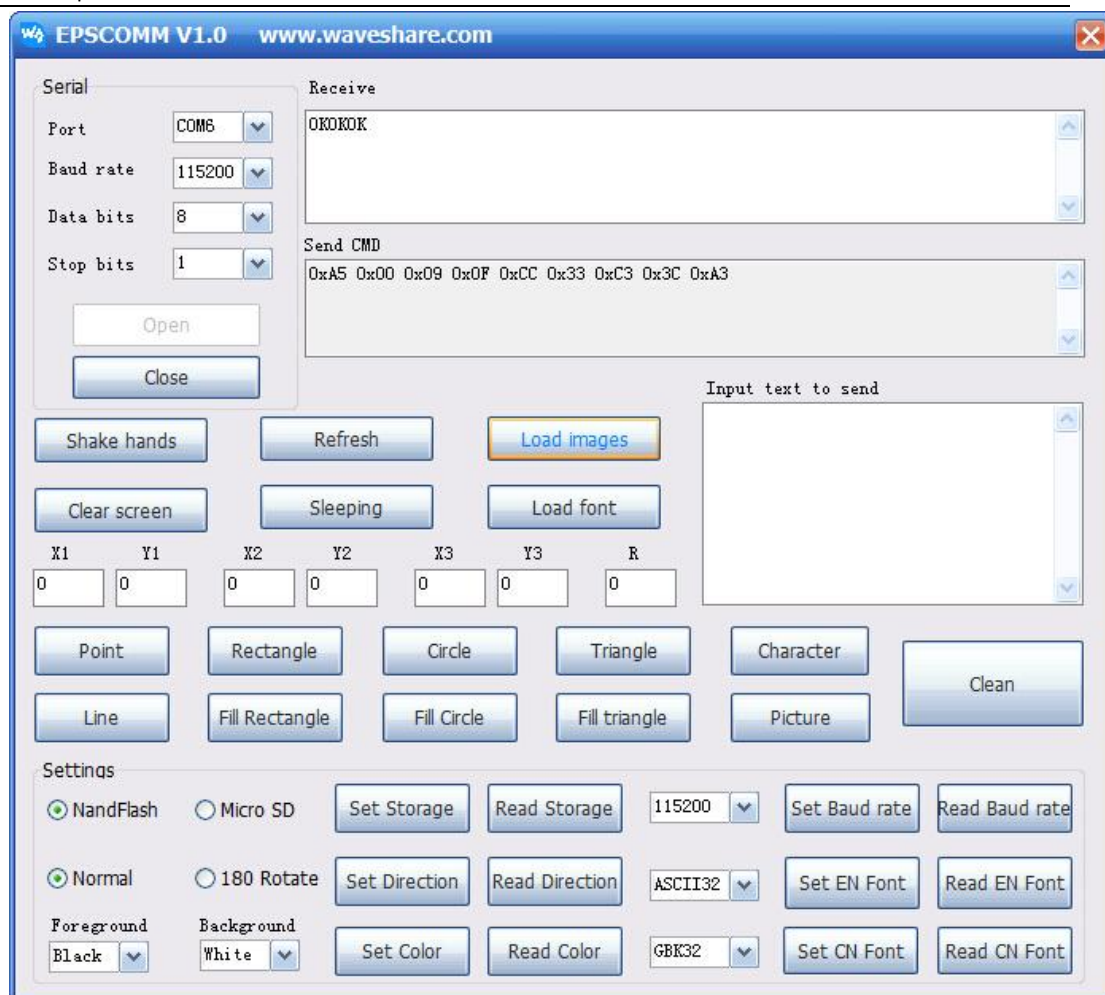 EPSCOMM V1.0 www.waveshare.com
Serial
Port COM6
Baud rate 115200
Data bits 8
Stop bits 1
Open
Close
Receive
OKOKOK
Send CMD
0xA5 0x00 0x09 0x0F 0xCC 0x33 0xC3 0x3C 0xA3
Input text to send
Shake hands Refresh Load images
Clear screen Sleeping Load font
X1 Y1 X2 Y2 X3 Y3 R
0 0 0 0 0 0 0
Point Rectangle Circle Triangle Character
Clean
Line Fill Rectangle Fill Circle Fill triangle Picture
Settings
NandFlash Micro SD Set Storage Read Storage 115200 Set Baud rate Read Baud rate
Normal 180 Rotate Set Direction Read Direction ASCII32 Set EN Font Read EN Font
Foreground Background
Black White Set Color Read Color GBK32 Set CN Font Read CN Font